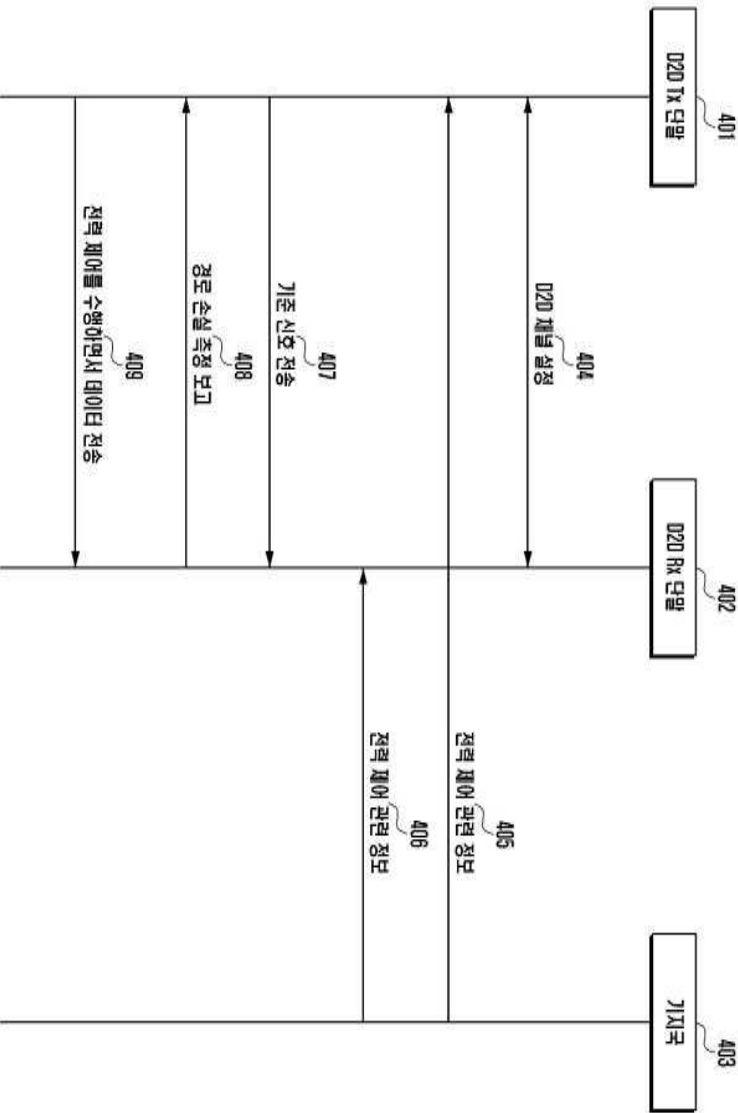 401
D2D Tx 단말
402
D2D Rx 단말
403
기지국
404
D2D 채널 설정
405
전력 제어 관련 정보
406
전력 제어 관련 정보
407
기준 신호 전송
408
경로 손실 측정 보고
409
전력 제어를 수행하면서 데이터 전송